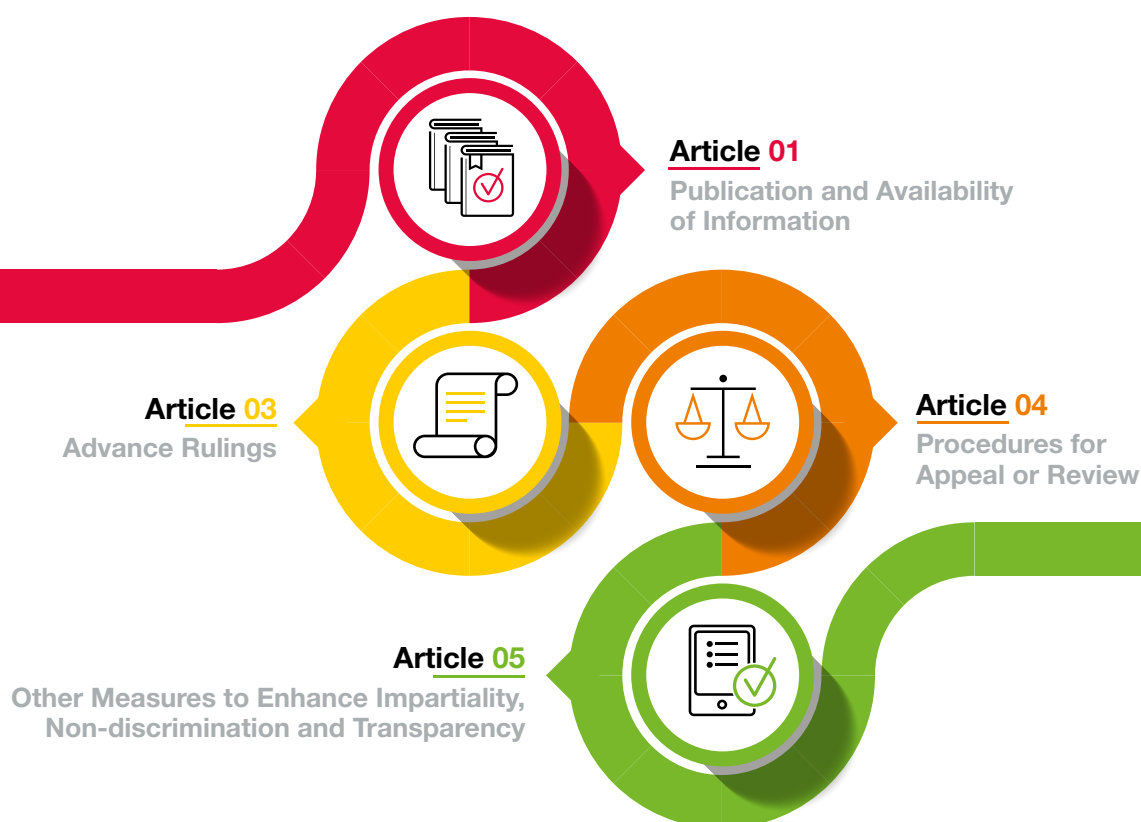 Article 01
Publication and Availability
of Information
Article 03
Advance Rulings
Article 04
Procedures for
Appeal or Review
Article 05
Other Measures to Enhance Impartiality,
Non-discrimination and Transparency